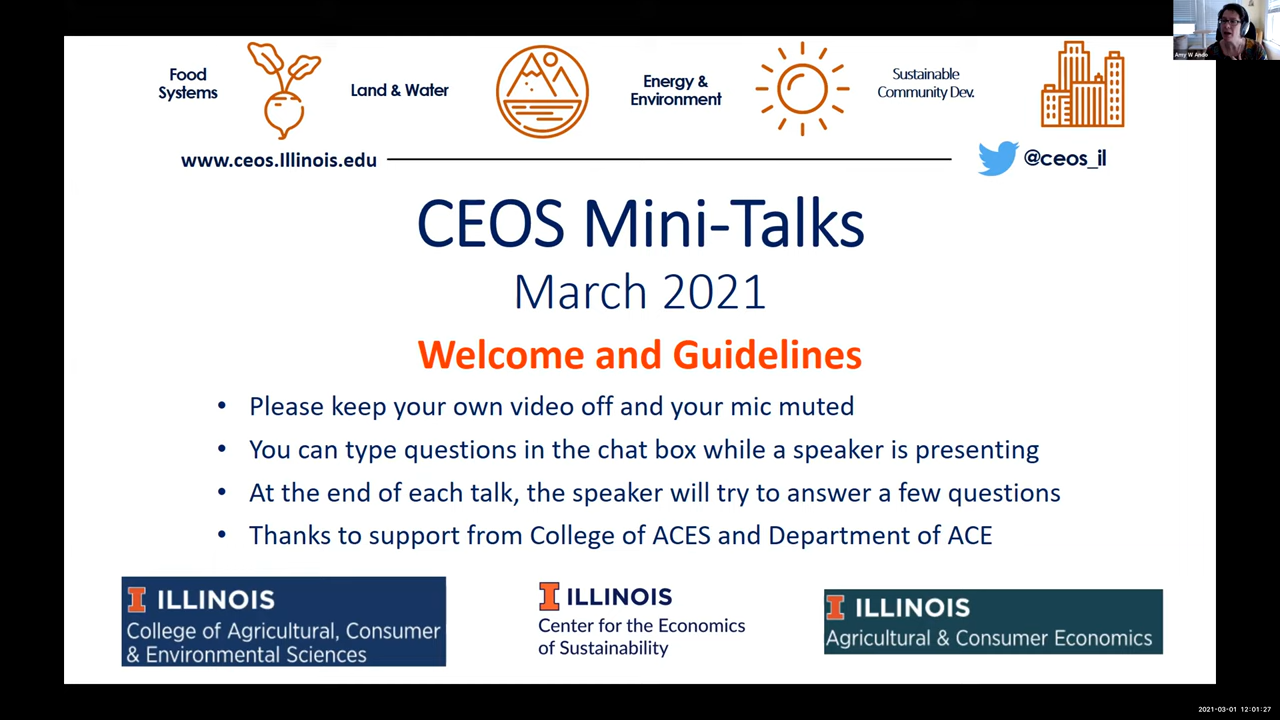 Amy W Ando
Food
Systems
Land & Water
Energy &
Environment
Sustainable
Community Dev.
www.ceos.Illinois.edu
@ceos_il
CEOS Mini-Talks
March 2021
Welcome and Guidelines
• Please keep your own video off and your mic muted
• You can type questions in the chat box while a speaker is presenting
• At the end of each talk, the speaker will try to answer a few questions
• Thanks to support from College of ACES and Department of ACE
I ILLINOIS
College of Agricultural, Consumer
& Environmental Sciences
I ILLINOIS
Center for the Economics
of Sustainability
I ILLINOIS
Agricultural & Consumer Economics
2021-03-01 12:01:27